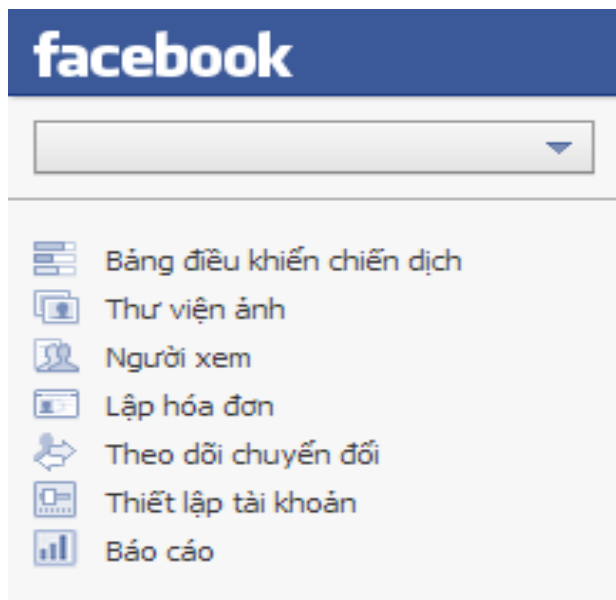 facebook
Bảng điều khiển chiến dịch
Thư viện ảnh
Người xem
Lập hóa đơn
Theo dõi chuyển đổi
Thiết lập tài khoản
Báo cáo